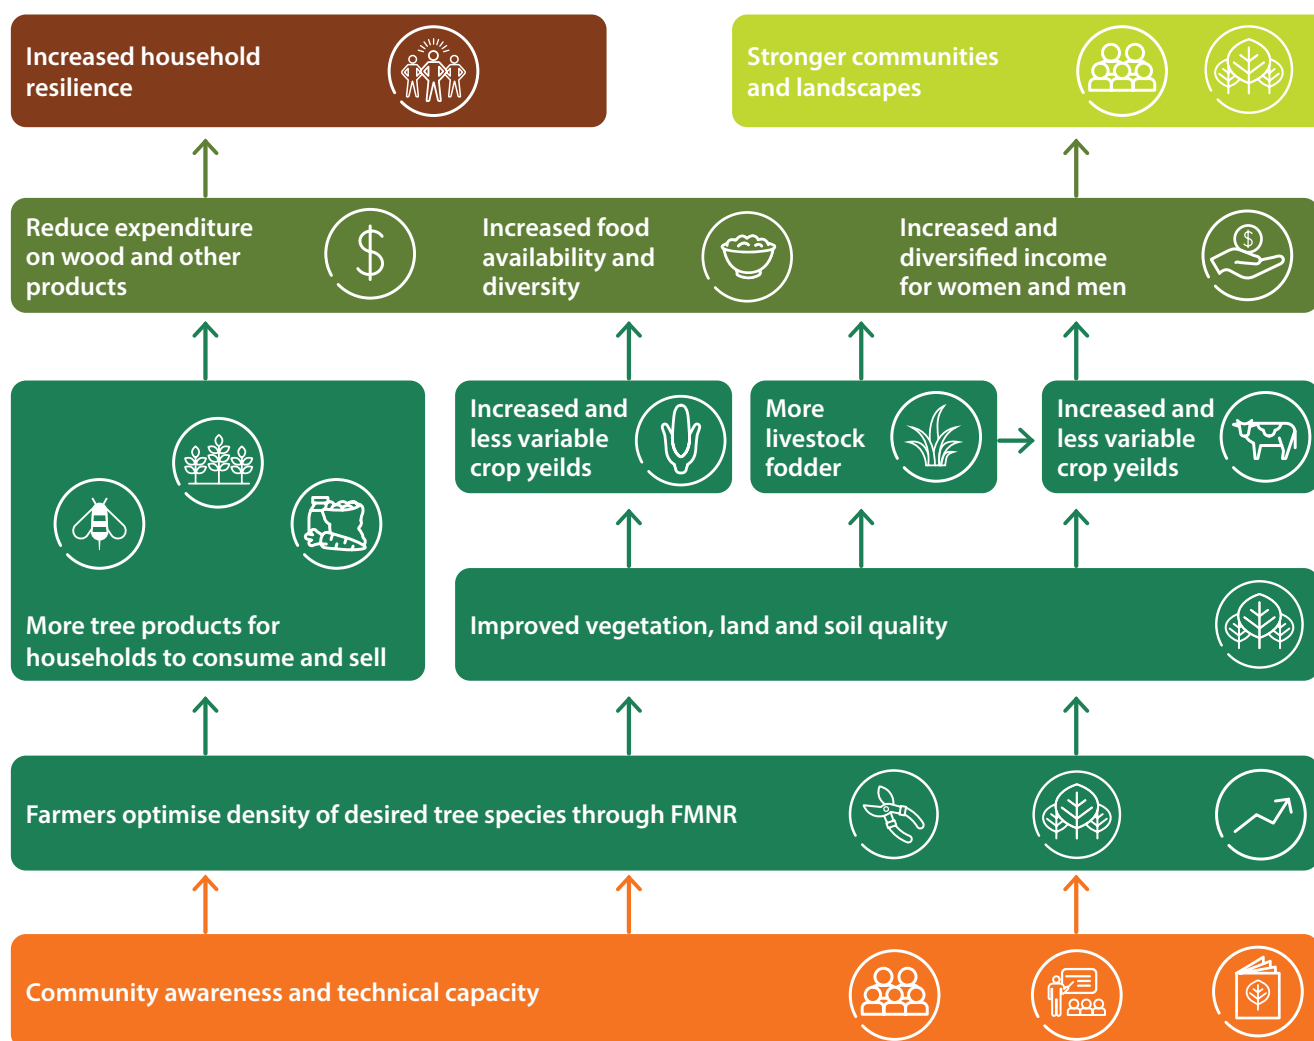 Increased household
resilience
Stronger communities
and landscapes
Reduce expenditure
on wood and other
products
$
Increased food
availability and
diversity
Increased and
diversified income
for women and men
$
Increased and
less variable
crop yeilds
More
livestock
fodder
Increased and
less variable
crop yeilds
More tree products for
households to consume and sell
Improved vegetation, land and soil quality
Farmers optimise density of desired tree species through FMNR
Community awareness and technical capacity